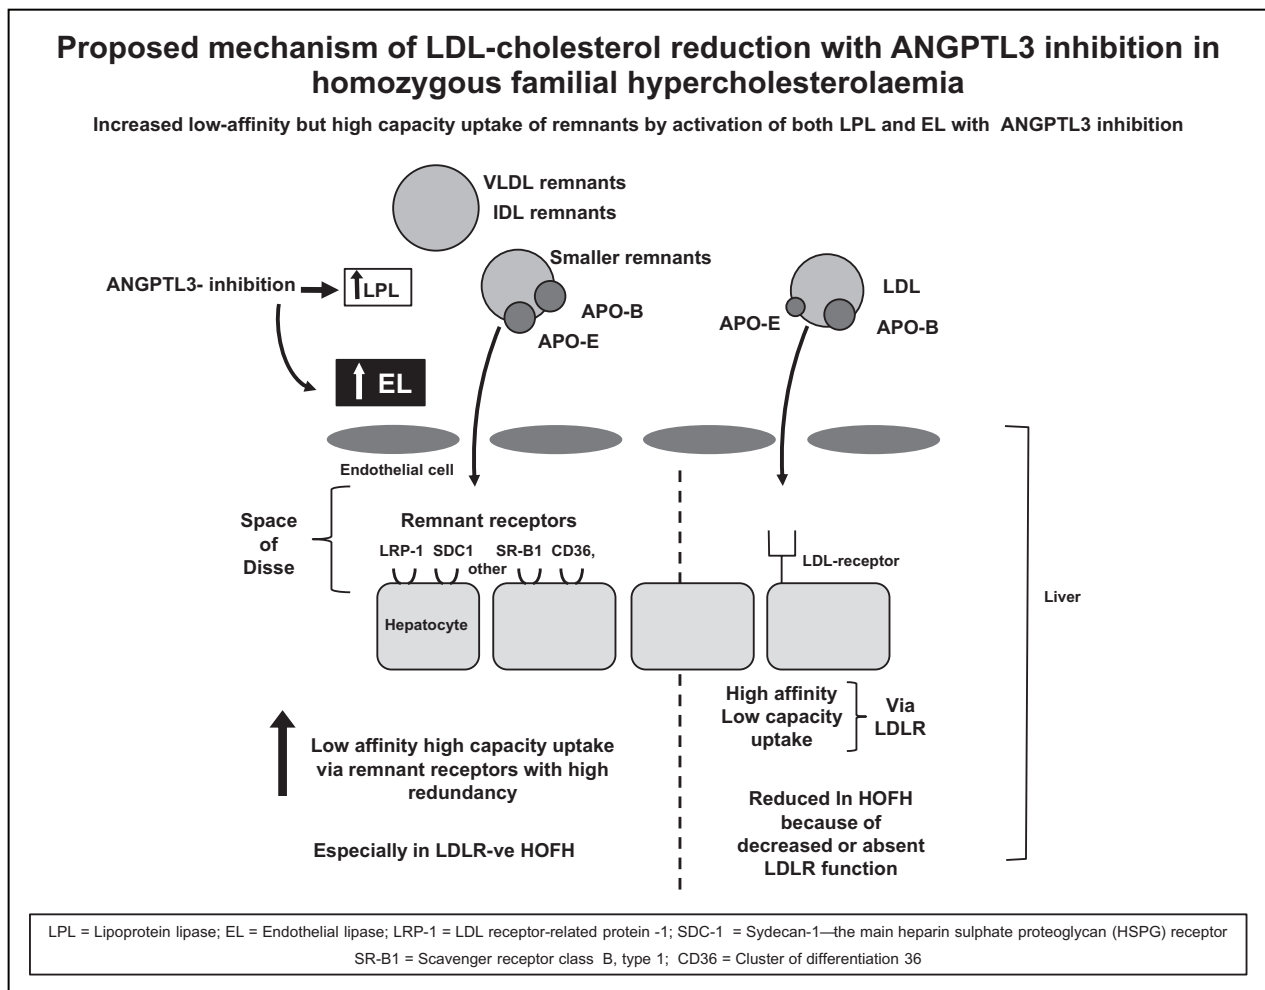 Proposed mechanism of LDL-cholesterol reduction with ANGPTL3 inhibition in
homozygous familial hypercholesterolaemia
Increased low-affinity but high capacity uptake of remnants by activation of both LPL and EL with ANGPTL3 inhibition
VLDL remnants
IDL remnants
Smaller remnants
ANGPTL3- inhibition
LPL
APO-B
APO-E
LDL
APO-E
APO-B
EL
Endothelial cell
Space
of
Disse
Remnant receptors
LRP-1 SDC1 SR-B1 CD36,
other
LDL-receptor
Hepatocyte
Liver
High affinity
Low capacity
uptake
Via
LDLR
Low affinity high capacity uptake
via remnant receptors with high
redundancy
Especially in LDLR-ve HOFH
Reduced In HOFH
because of
decreased or absent
LDLR function
LPL = Lipoprotein lipase; EL = Endothelial lipase; LRP-1 = LDL receptor-related protein -1; SDC-1 = Sydecan-1—the main heparin sulphate proteoglycan (HSPG) receptor
SR-B1 = Scavenger receptor class B, type 1; CD36 = Cluster of differentiation 36